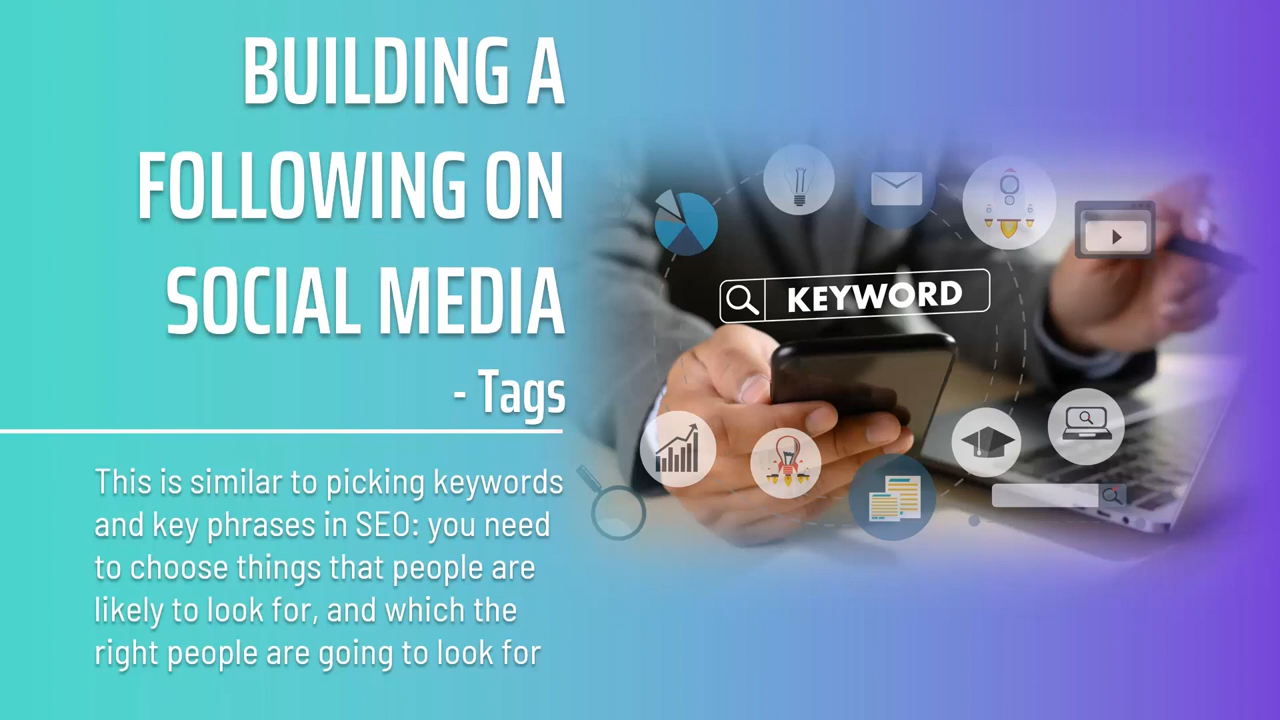 BUILDING A
FOLLOWING ON
SOCIAL MEDIA
- Tags
This is similar to picking keywords
and key phrases in SEO: you need
to choose things that people are
likely to look for, and which the
right people are going to look for
KEYWORD